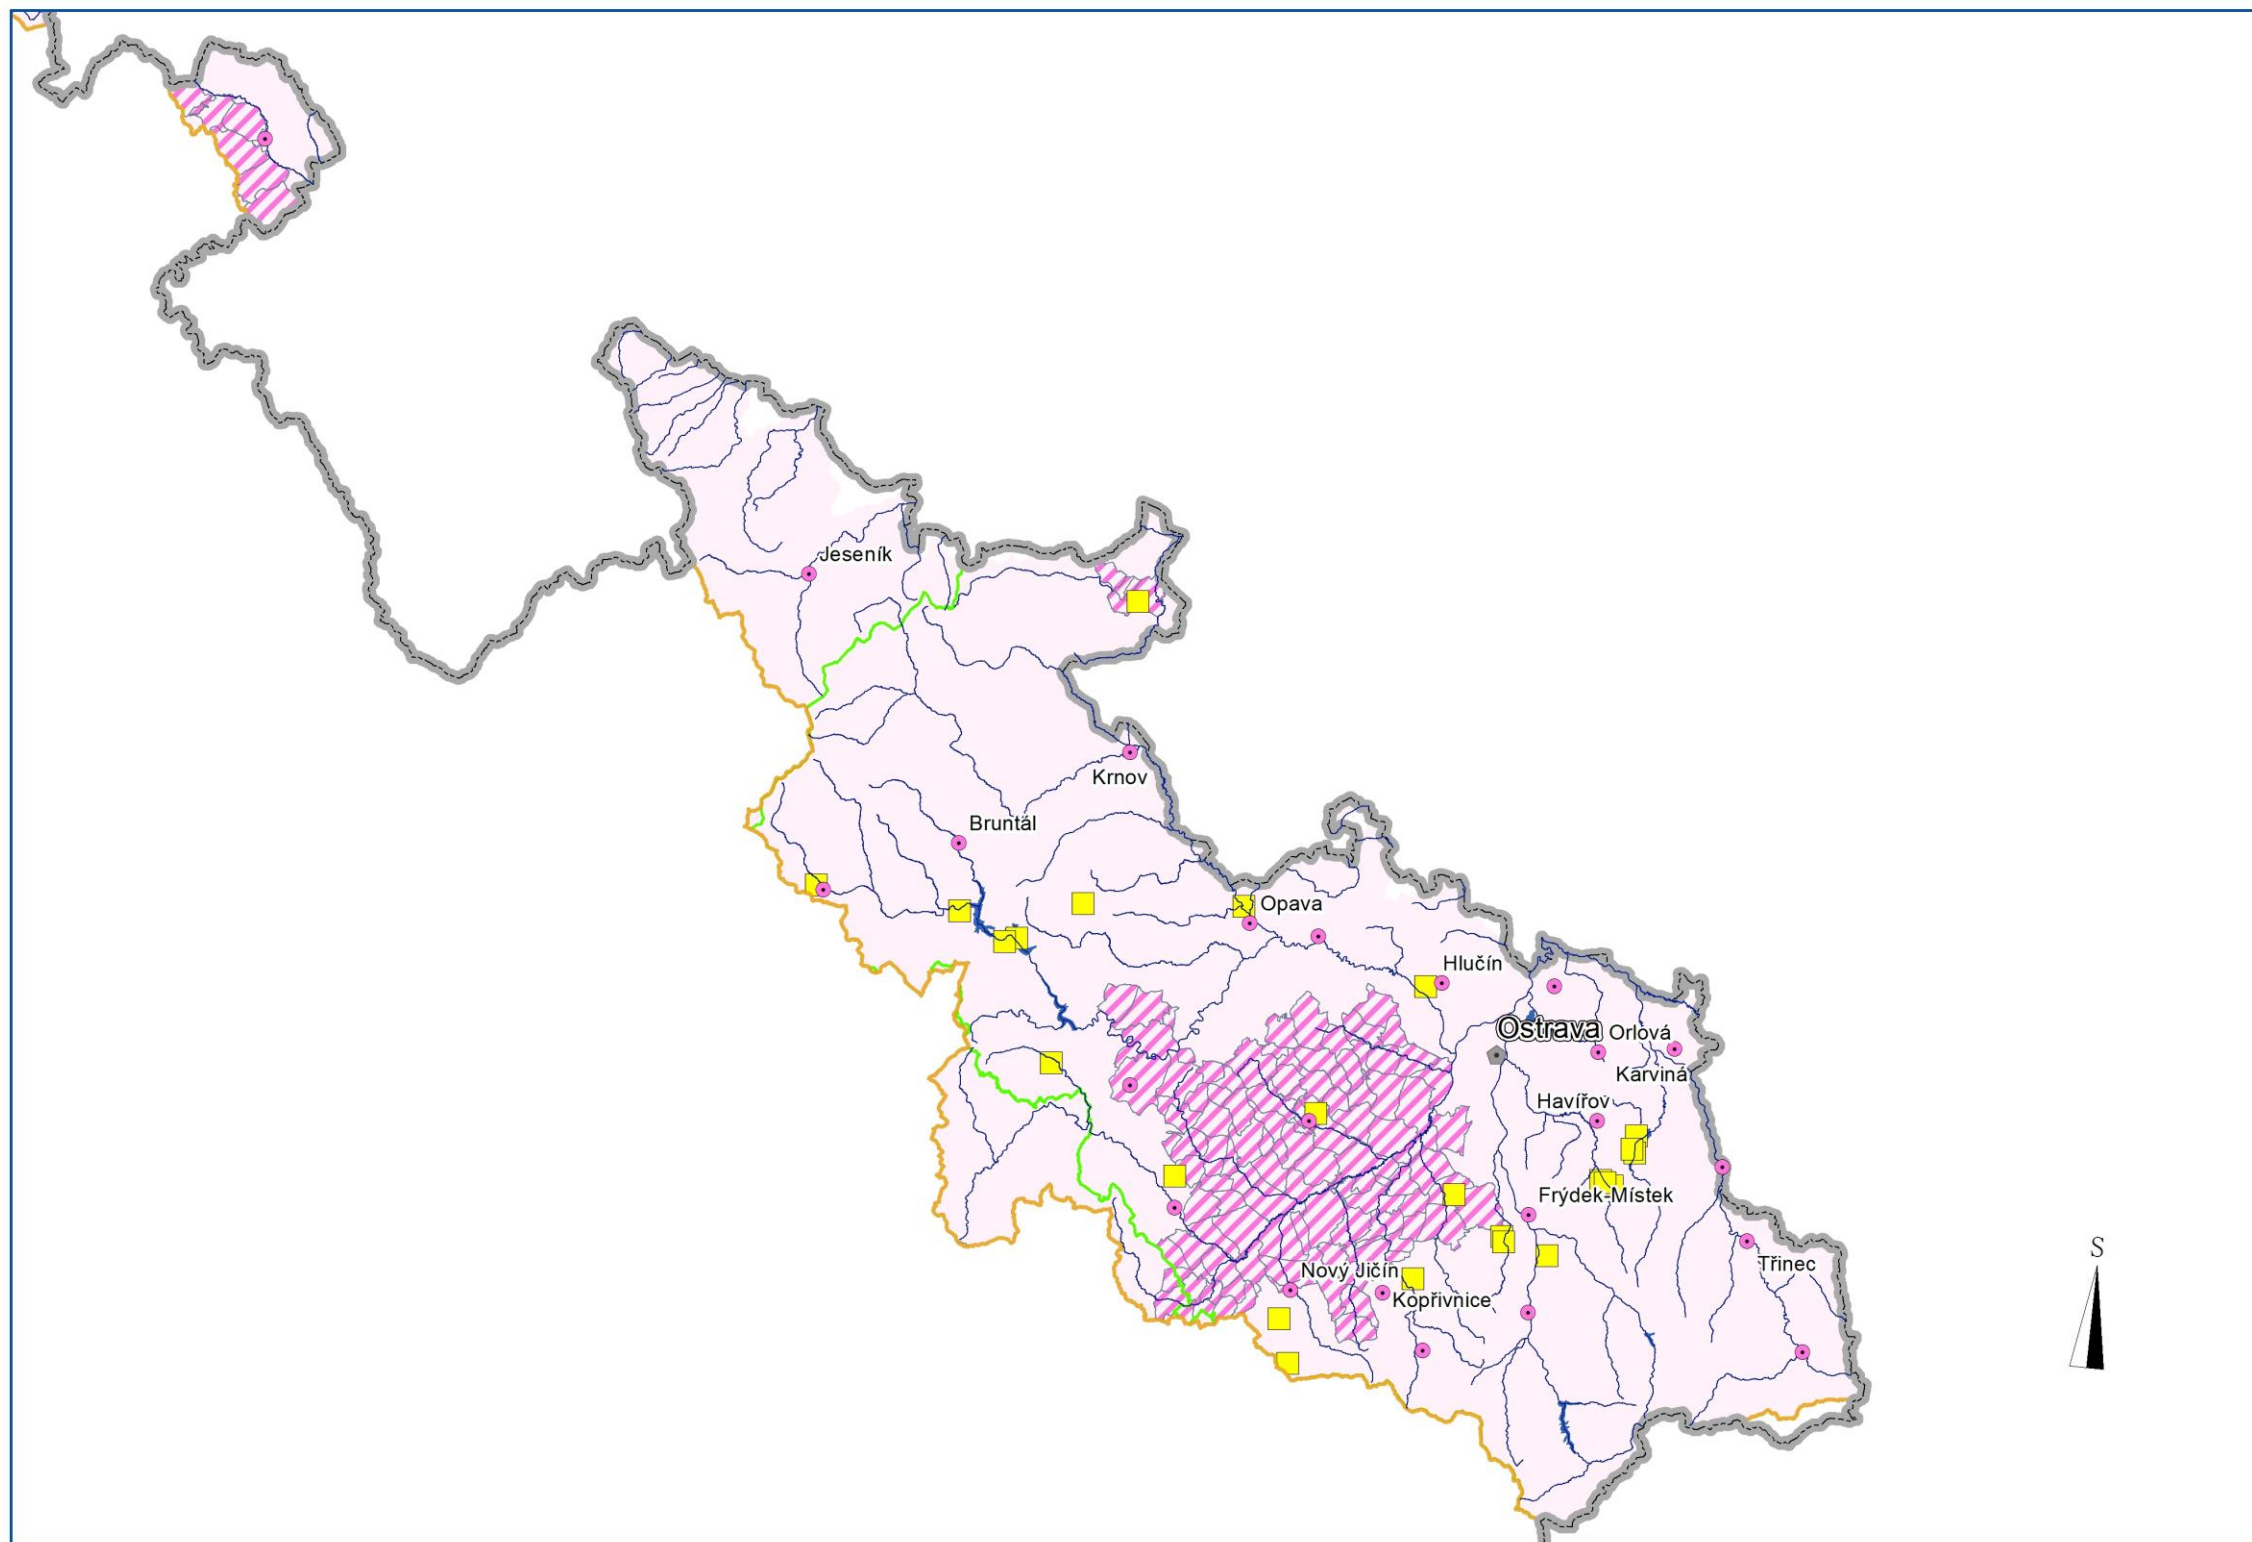 Jeseník
Krnov
Bruntál
Opava
Hlučín
Ostrava
Orlová
Karviná
Havířov
Frýdek-Místek
S
Třinec
Nový Jičín
Kopřivnice